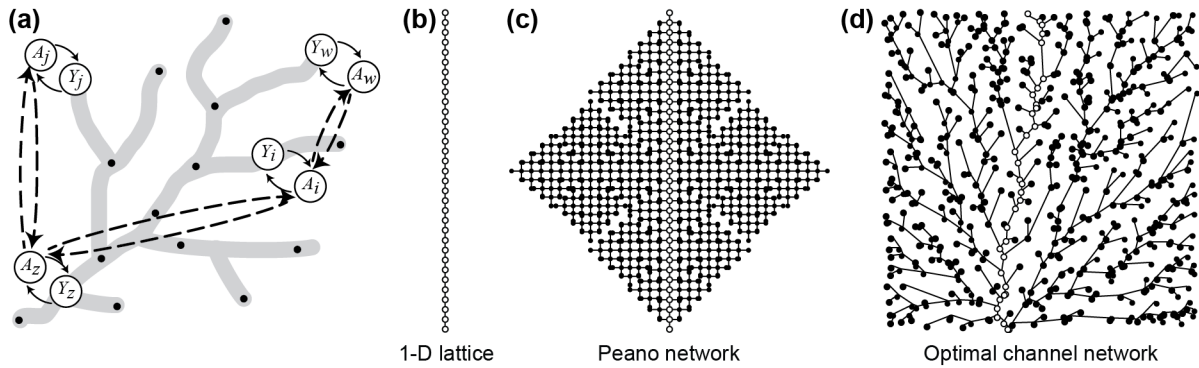 (a)
(b)
(c)
(d)
A_j
Y_j
Y_w
A_w
Y_i
A_i
A_z
Y_z
1-D lattice
Peano network
Optimal channel network